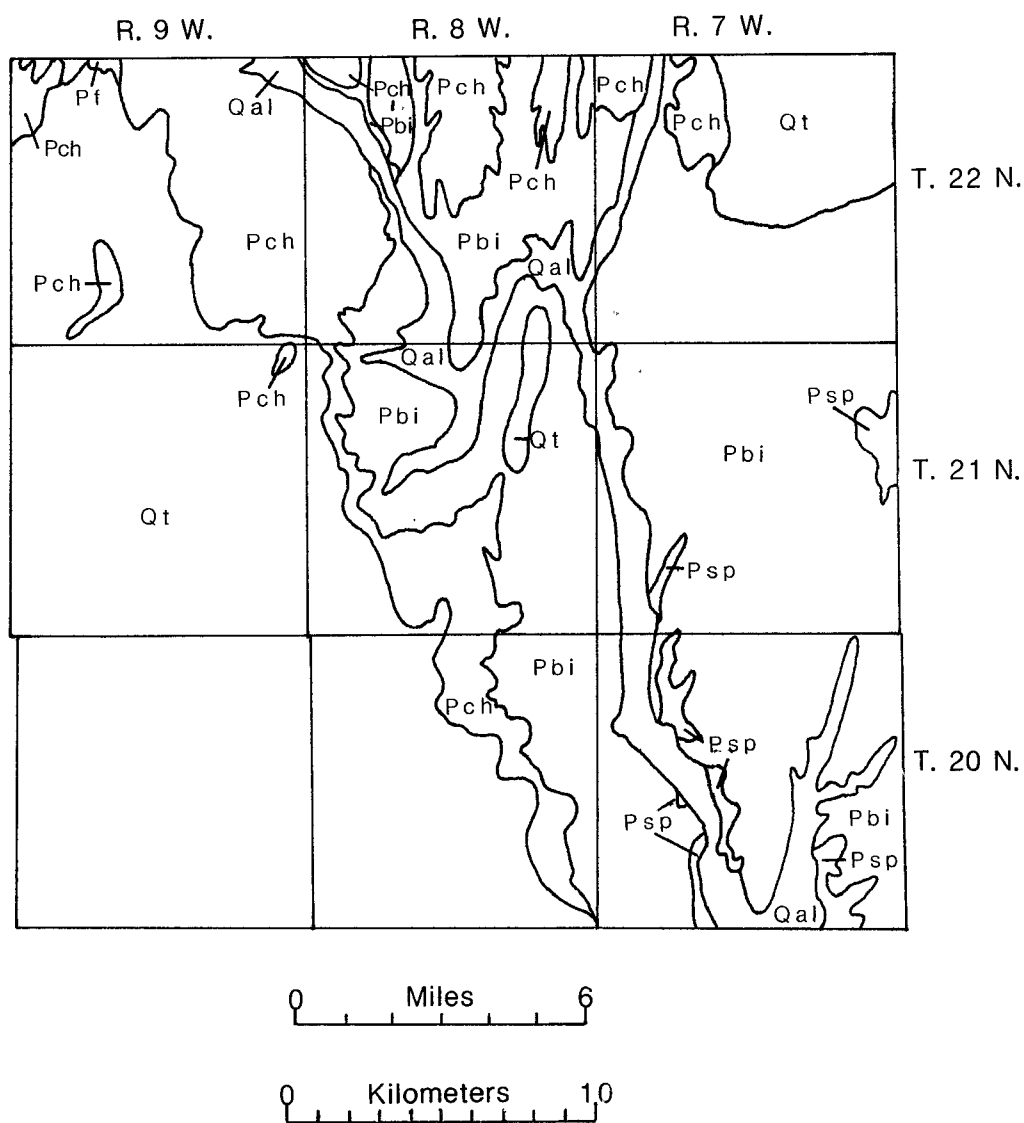 R. 9 W. R. 8 W. R. 7 W.
Pf Qal Pch Pch Pch
Pbi Pch Qt
Pch Pch T. 22 N.
Pch Pbi
Pch Qal
Qal
Pch Pbi Psp
Qt Pbi T. 21 N.
Qt
Psp
Pbi
Pch
Psp T. 20 N.
Psp Pbi
Psp
Qal
0 Miles 6
0 Kilometers 10